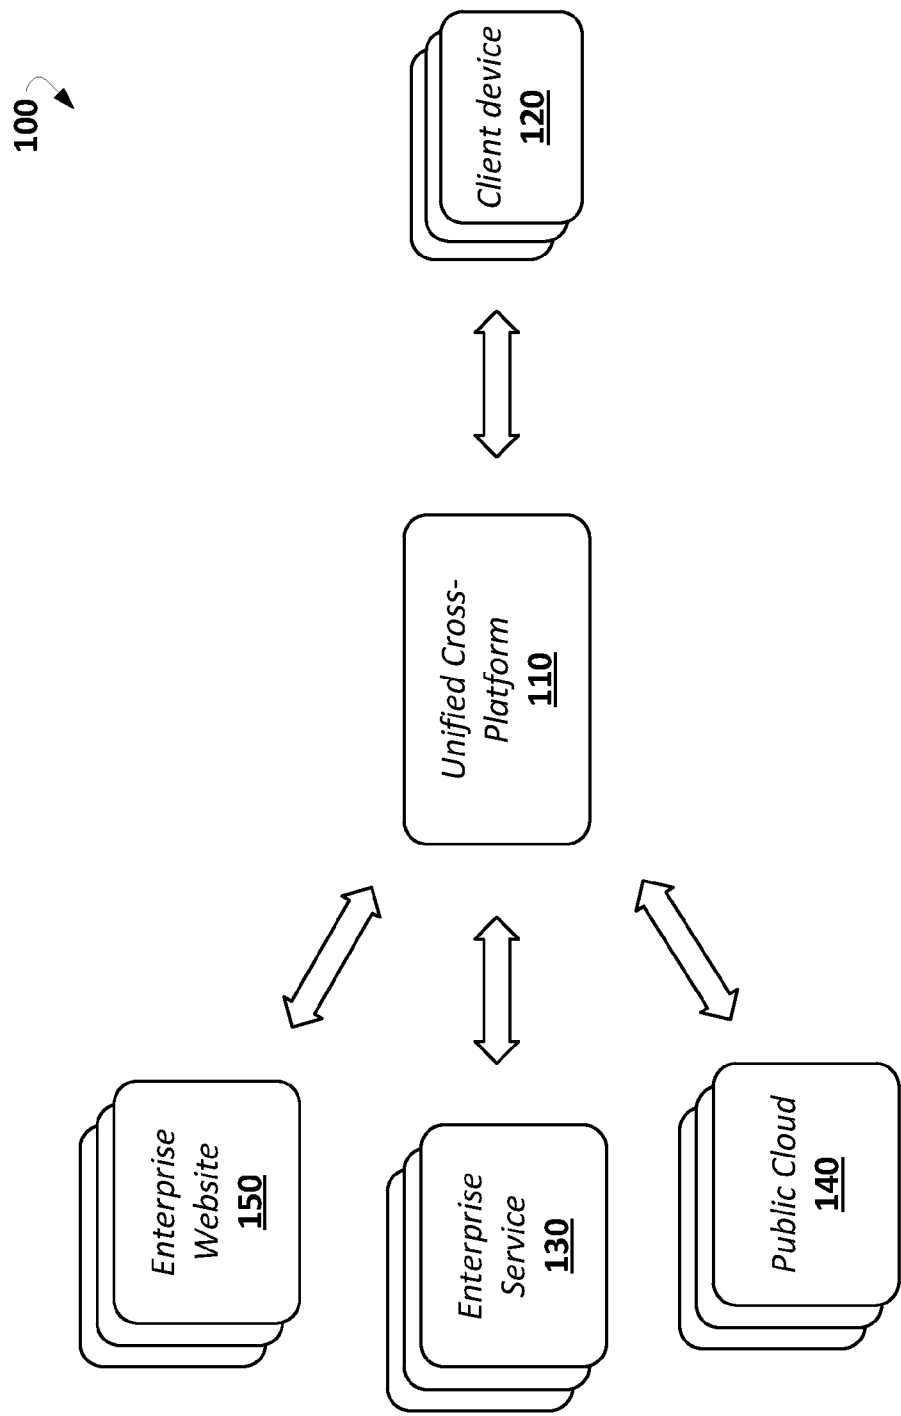 100
Enterprise
Website
150
Enterprise
Service
130
Public Cloud
140
Unified Cross-
Platform
110
Client device
120